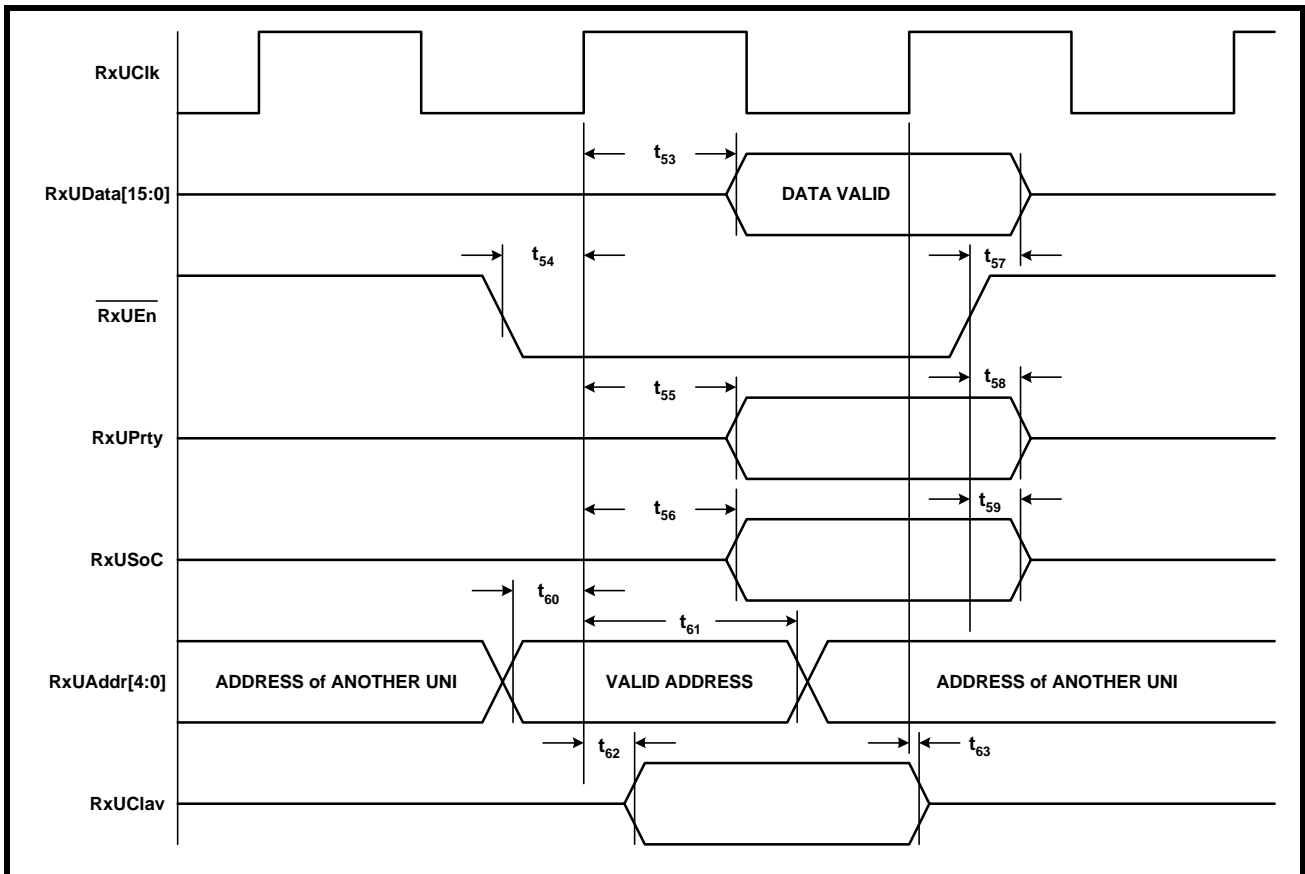 RxUClk
t53
RxUData[15:0]
DATA VALID
t54
t57
RxUEn
t55
t58
RxUPrty
t56
t59
RxUSoC
t60
t61
RxUAddr[4:0]
ADDRESS of ANOTHER UNI
VALID ADDRESS
ADDRESS of ANOTHER UNI
t62
t63
RxUClav